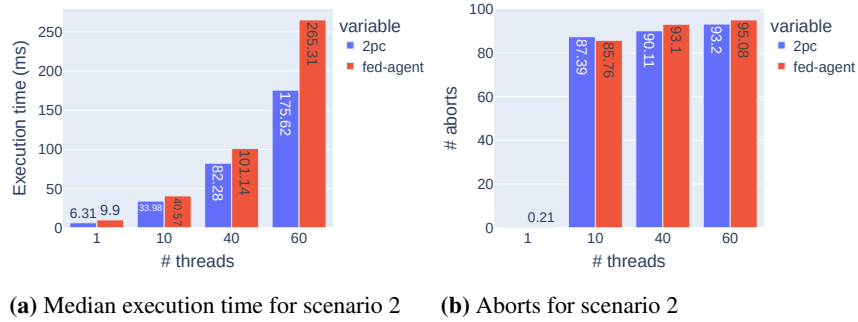 variable
2pc
fed-agent
Execution time (ms)
250
200
150
100
50
0
6.31
9.9
33.98
40.57
82.28
101.14
175.62
265.31
1
10
40
60
# threads
(a) Median execution time for scenario 2
variable
2pc
fed-agent
# aborts
100
80
60
40
20
0
0.21
87.39
85.76
90.11
93.1
93.2
95.08
1
10
40
60
# threads
(b) Aborts for scenario 2